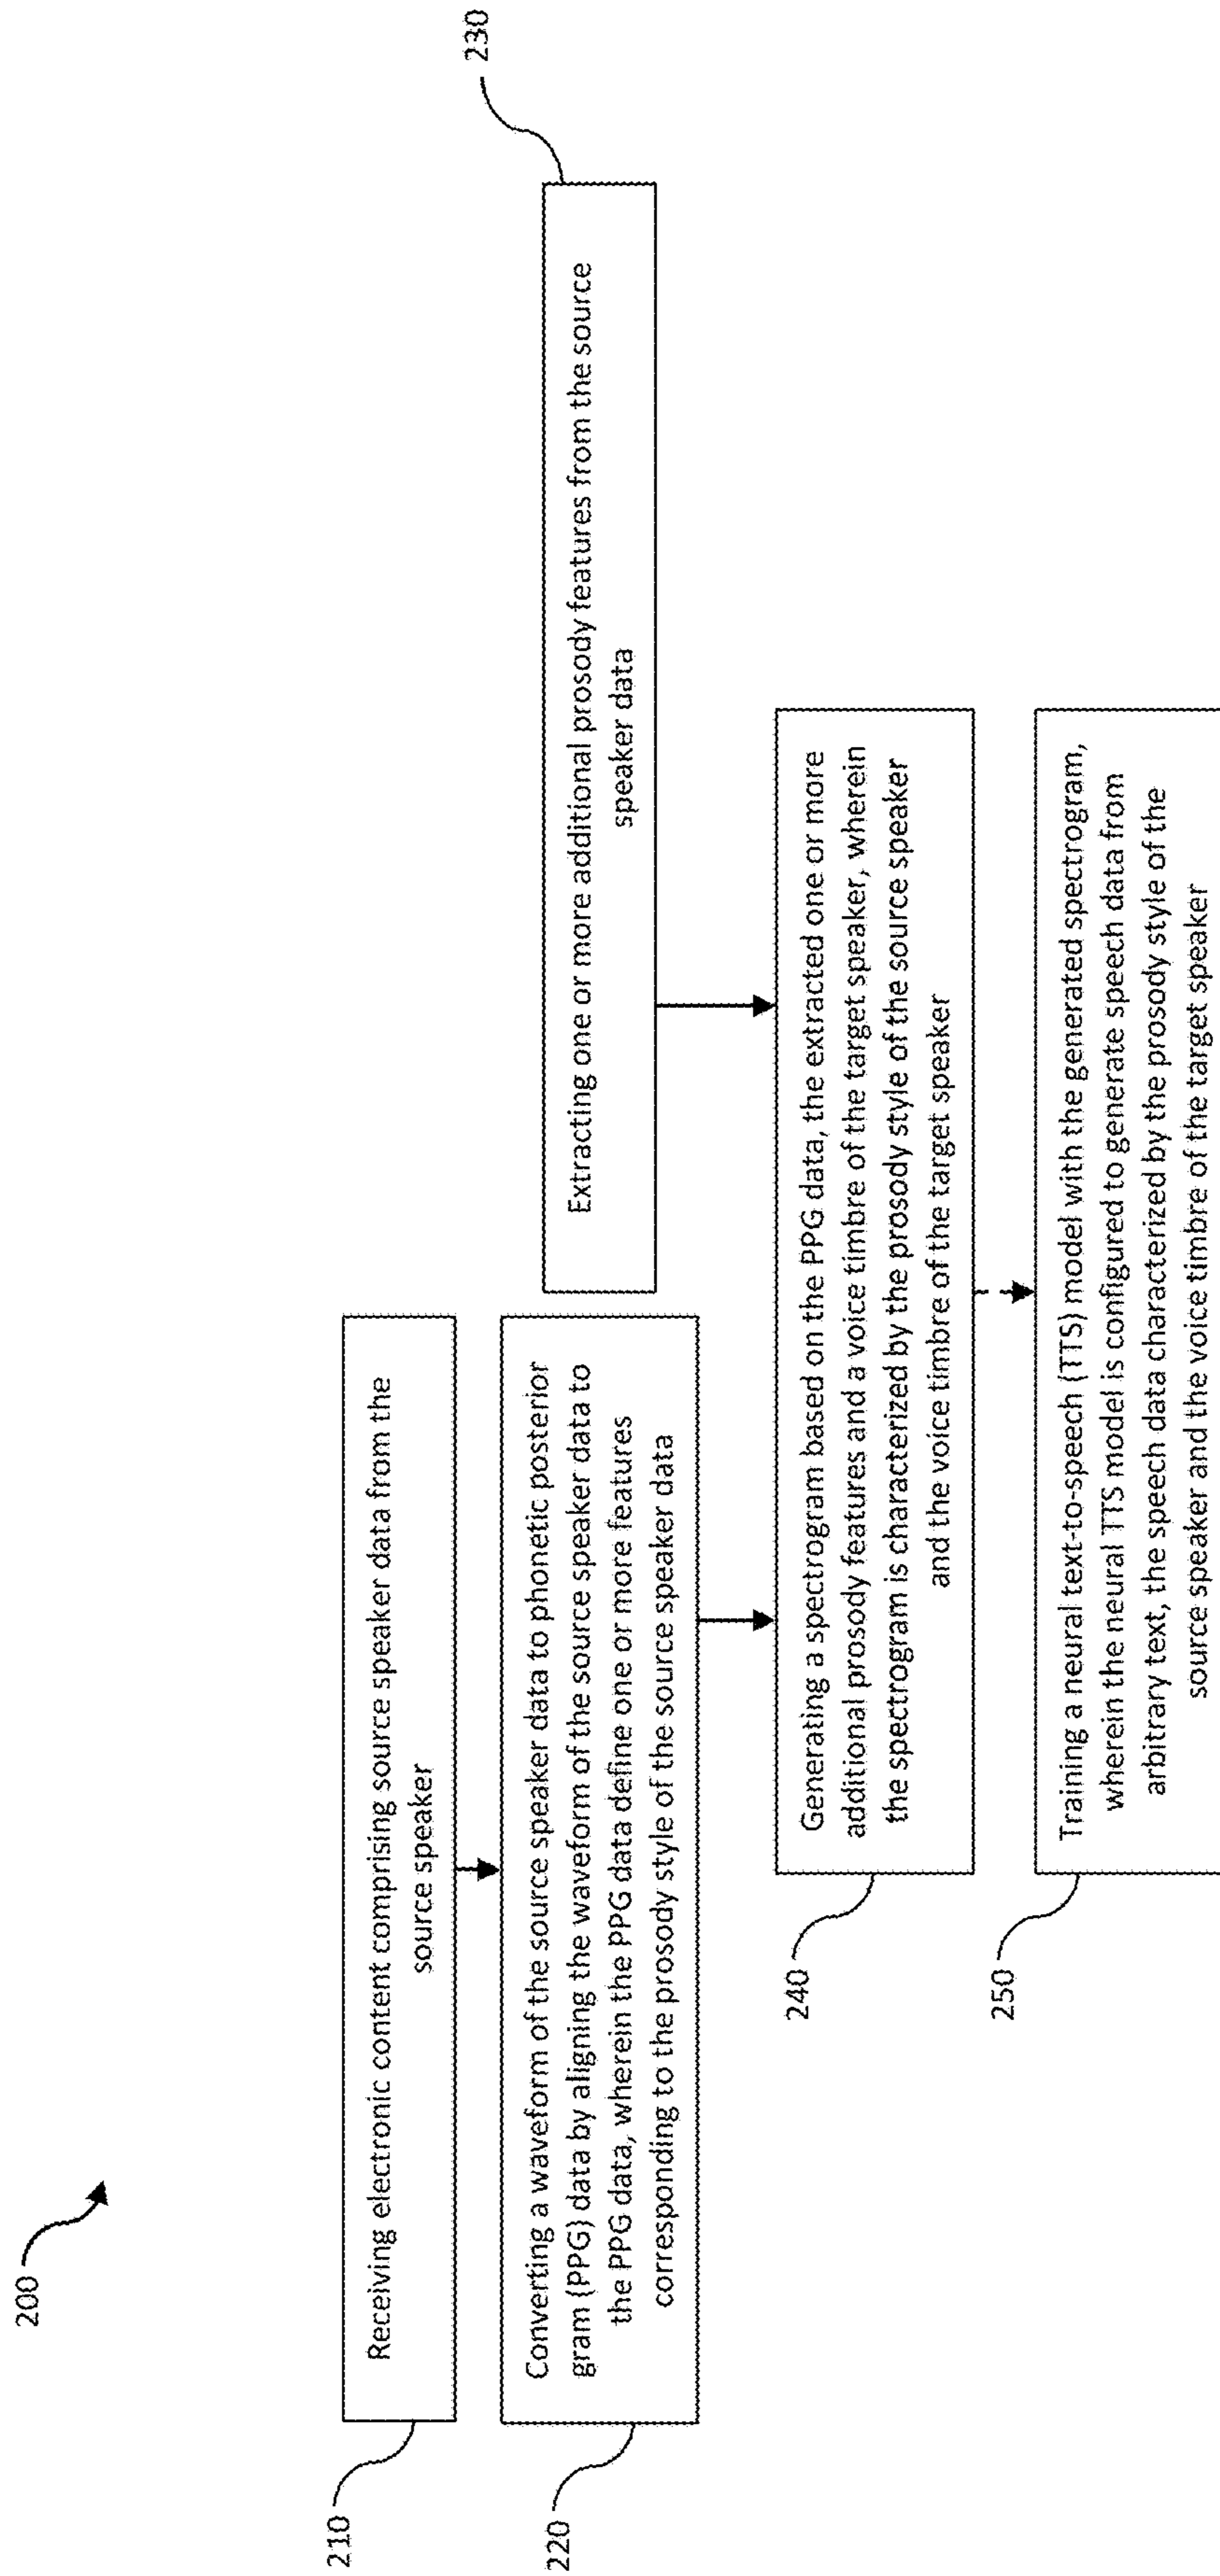 200
210
Receiving electronic content comprising source speaker data from the
source speaker
220
Converting a waveform of the source speaker data to phonetic posterior
gram (PPG) data by aligning the waveform of the source speaker data to
the PPG data, wherein the PPG data define one or more features
corresponding to the prosody style of the source speaker data
230
Extracting one or more additional prosody features from the source
speaker data
240
Generating a spectrogram based on the PPG data, the extracted one or more
additional prosody features and a voice timbre of the target speaker, wherein
the spectrogram is characterized by the prosody style of the source speaker
and the voice timbre of the target speaker
250
Training a neural text-to-speech (TTS) model with the generated spectrogram,
wherein the neural TTS model is configured to generate speech data from
arbitrary text, the speech data characterized by the prosody style of the
source speaker and the voice timbre of the target speaker